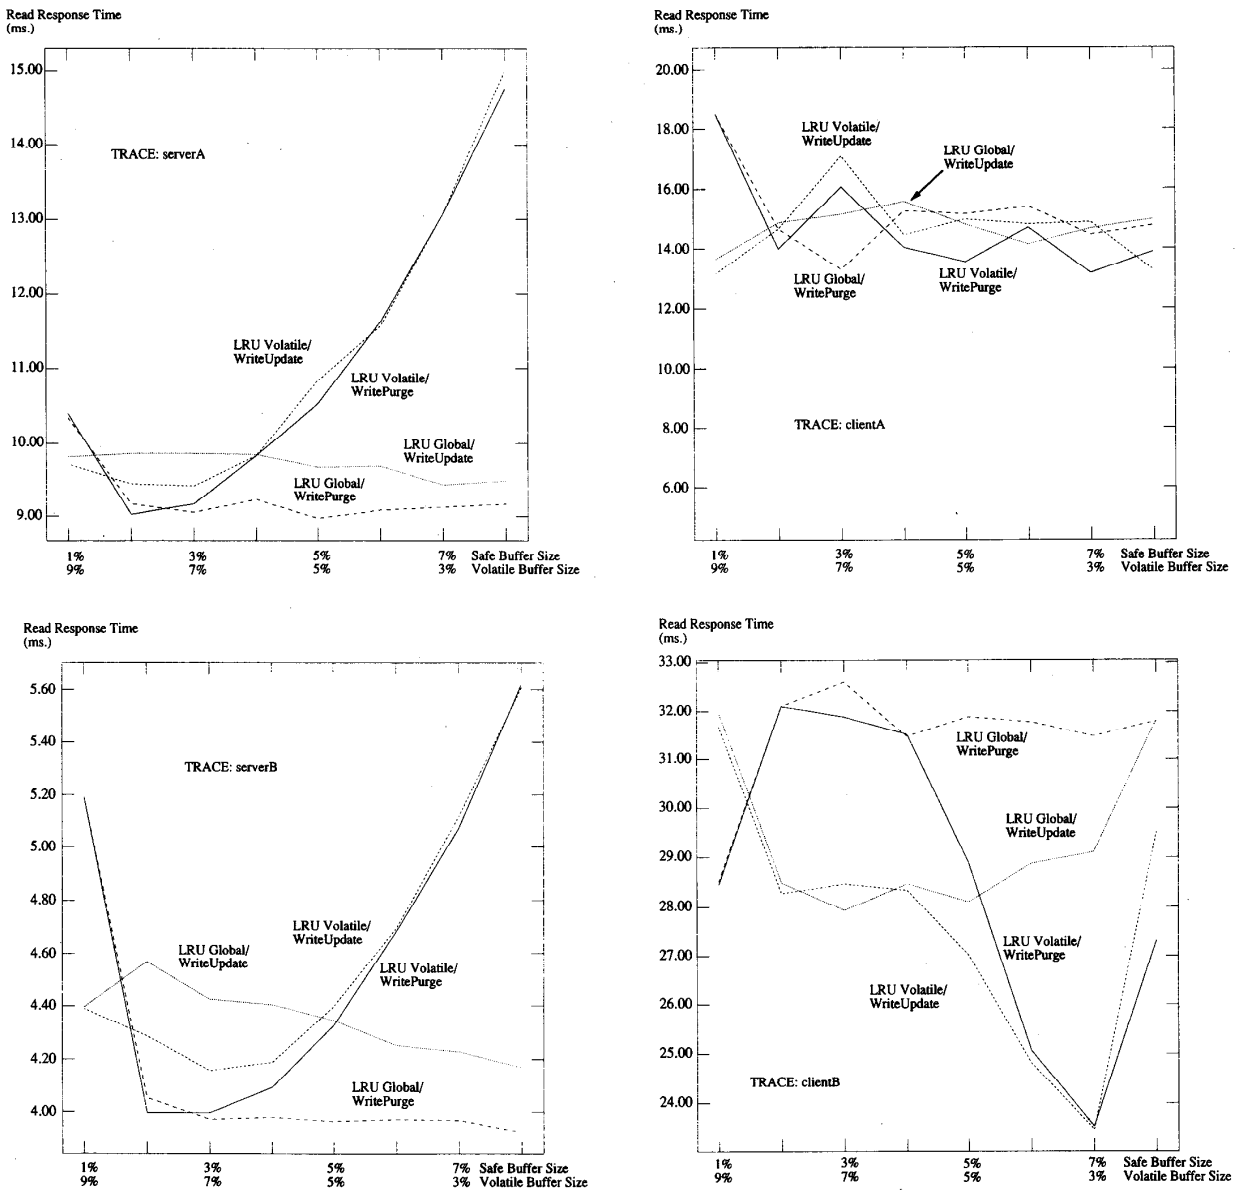 Read Response Time
(ms.)
15.00
14.00
13.00
12.00
11.00
10.00
9.00
TRACE: serverA
LRU Volatile/
WriteUpdate
LRU Volatile/
WritePurge
LRU Global/
WriteUpdate
LRU Global/
WritePurge
1% 3% 5% 7% Safe Buffer Size
9% 7% 5% 3% Volatile Buffer Size
Read Response Time
(ms.)
20.00
18.00
16.00
14.00
12.00
10.00
8.00
6.00
LRU Volatile/
WriteUpdate
LRU Global/
WriteUpdate
LRU Global/
WritePurge
LRU Volatile/
WritePurge
TRACE: clientA
1% 3% 5% 7% Safe Buffer Size
9% 7% 5% 3% Volatile Buffer Size
Read Response Time
(ms.)
5.60
5.40
5.20
5.00
4.80
4.60
4.40
4.20
4.00
TRACE: serverB
LRU Volatile/
WriteUpdate
LRU Global/
WriteUpdate
LRU Volatile/
WritePurge
LRU Global/
WritePurge
1% 3% 5% 7% Safe Buffer Size
9% 7% 5% 3% Volatile Buffer Size
Read Response Time
(ms.)
33.00
32.00
31.00
30.00
29.00
28.00
27.00
26.00
25.00
24.00
LRU Global/
WritePurge
LRU Global/
WriteUpdate
LRU Volatile/
WritePurge
LRU Volatile/
WriteUpdate
TRACE: clientB
1% 3% 5% 7% Safe Buffer Size
9% 7% 5% 3% Volatile Buffer Size